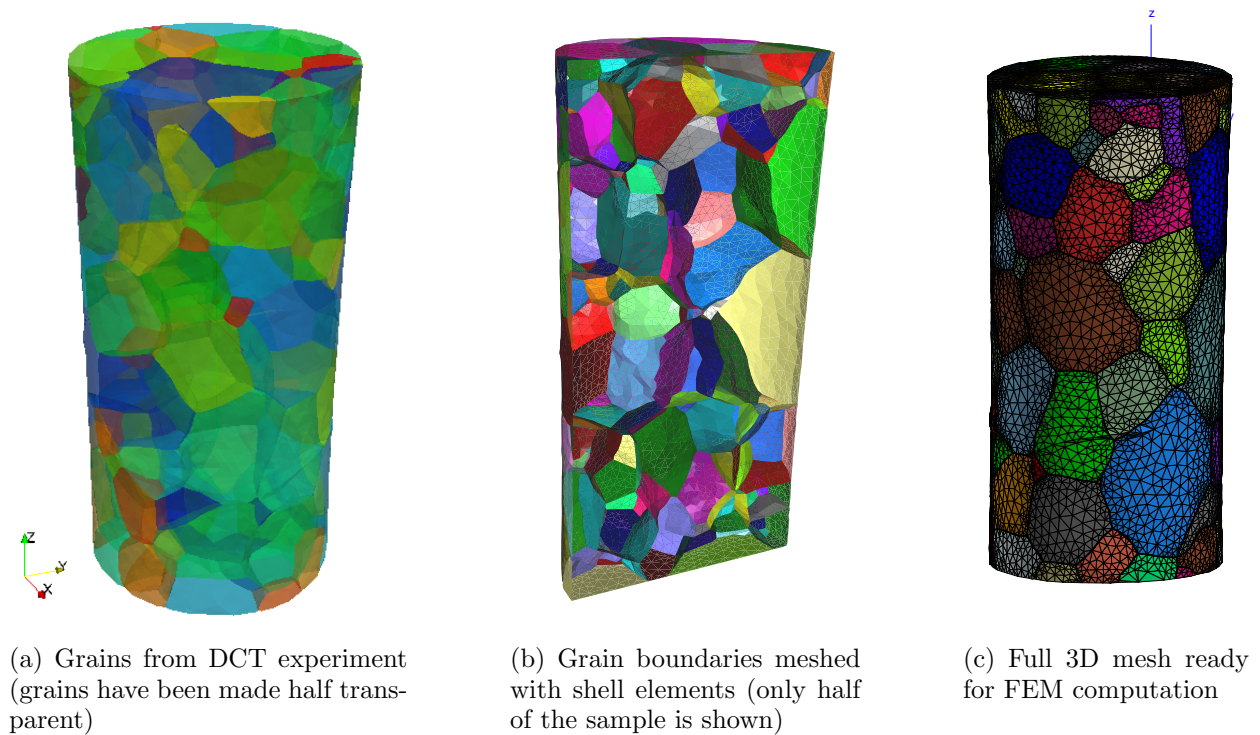 z
Z
Y
X
(a) Grains from DCT experiment
(grains have been made half trans-
parent)
(b) Grain boundaries meshed
with shell elements (only half
of the sample is shown)
(c) Full 3D mesh ready
for FEM computation